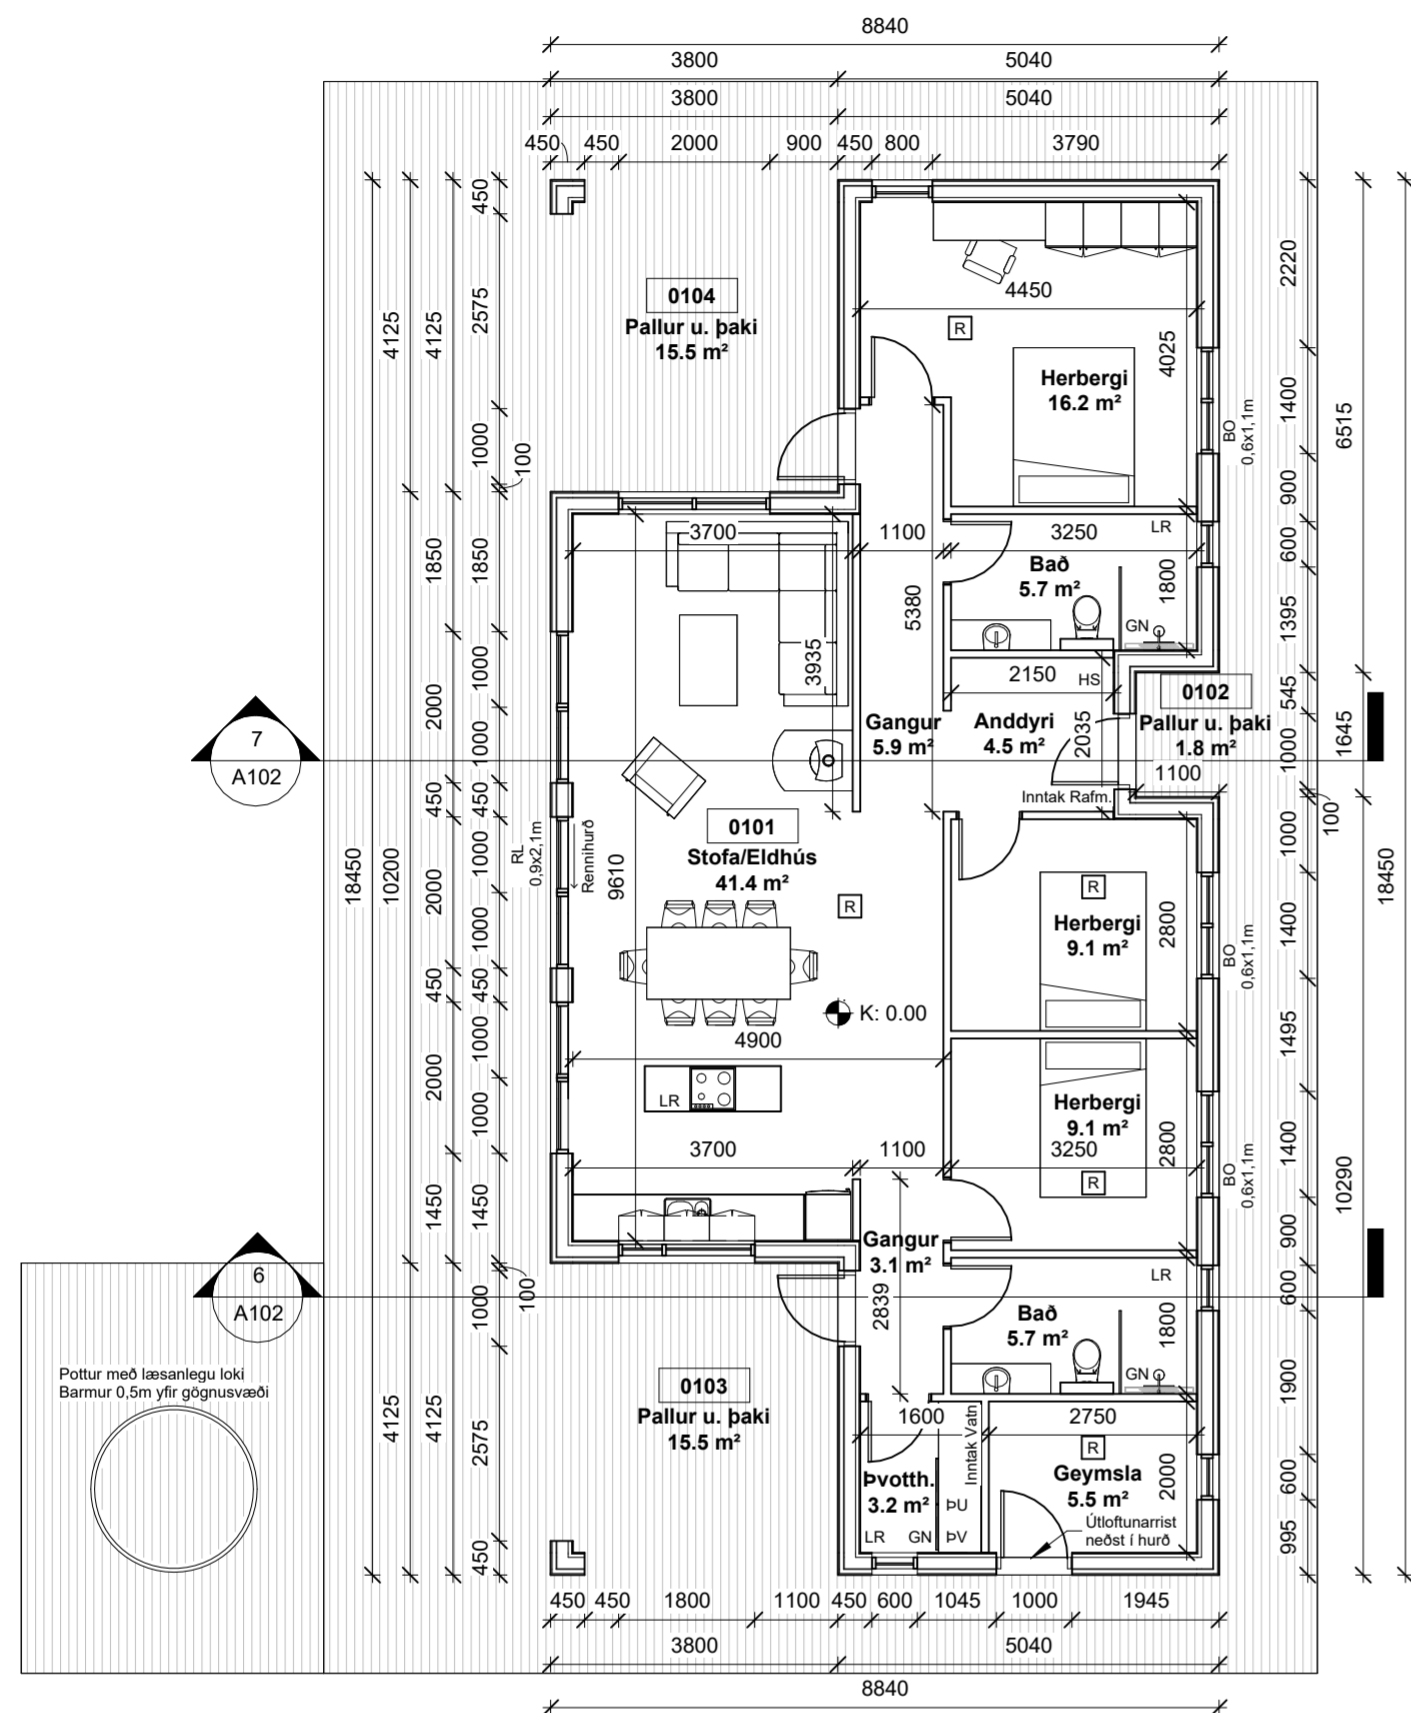 8840
3800 5040
3800 5040
450 450 2000 900 450 800 3790
18450
10200
4125
4125
450
2575
1000
100
1850
1850
2000
1000
1000
450
450
2000
1000
1000
450
450
2000
1000
1000
1450
1450
100
1000
4125
4125
2575
450
0104
Pallur u. þaki
15.5 m²
4450
R
4025
Herbergi
16.2 m²
2220
1400
BO
0,6x1,1m
900
6515
3700 1100 3250
LR
Bað
5.7 m²
1800
GN
600
1395
5380
3935
2150
HS
0102
Pallur u. þaki
1.8 m²
545
1645
1000
1100
100
Gangur
5.9 m²
Anddyri
4.5 m²
2035
Inntak Rafm.
7
A102
0101
Stofa/Eldhús
41.4 m²
RL
0,9x2,1m
Rennihurð
9610
R
R
Herbergi
9.1 m²
2800
1000
1400
BO
0,6x1,1m
18450
K: 0.00
4900
1495
LR
Herbergi
9.1 m²
3700 1100 3250
2800
R
1400
BO
0,6x1,1m
10290
900
Gangur
3.1 m²
2839
LR
Bað
5.7 m²
1800
GN
600
1900
6
A102
Pottur með læsanlegu loki
Barmur 0,5m yfir gögnusvæði
0103
Pallur u. þaki
15.5 m²
1600 2750
Inntak Vatn
R
Þvotth.
3.2 m²
ÞU
LR GN ÞV
Geymsla
5.5 m²
2000
Útloftunarrist
neðst í hurð
600
995
450 450 1800 1100 450 600 1045 1000 1945
3800 5040
8840